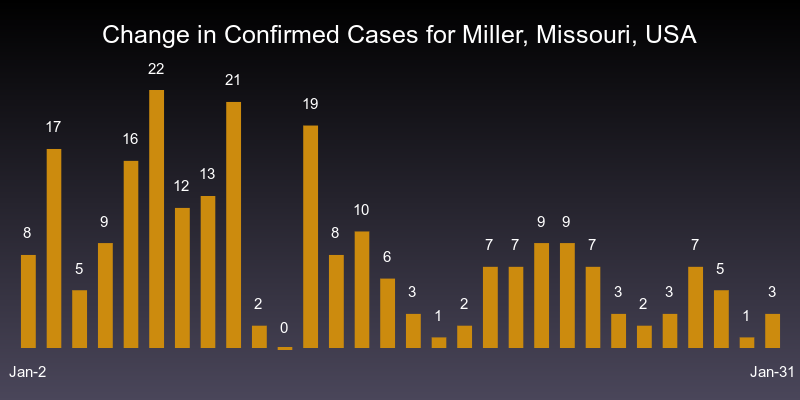 Change in Confirmed Cases for Miller, Missouri, USA
8 17 5 9 16 22 12 13 21 2 0 19 8 10 6 3 1 2 7 7 9 9 7 3 2 3 7 5 1 3
Jan-2 Jan-31